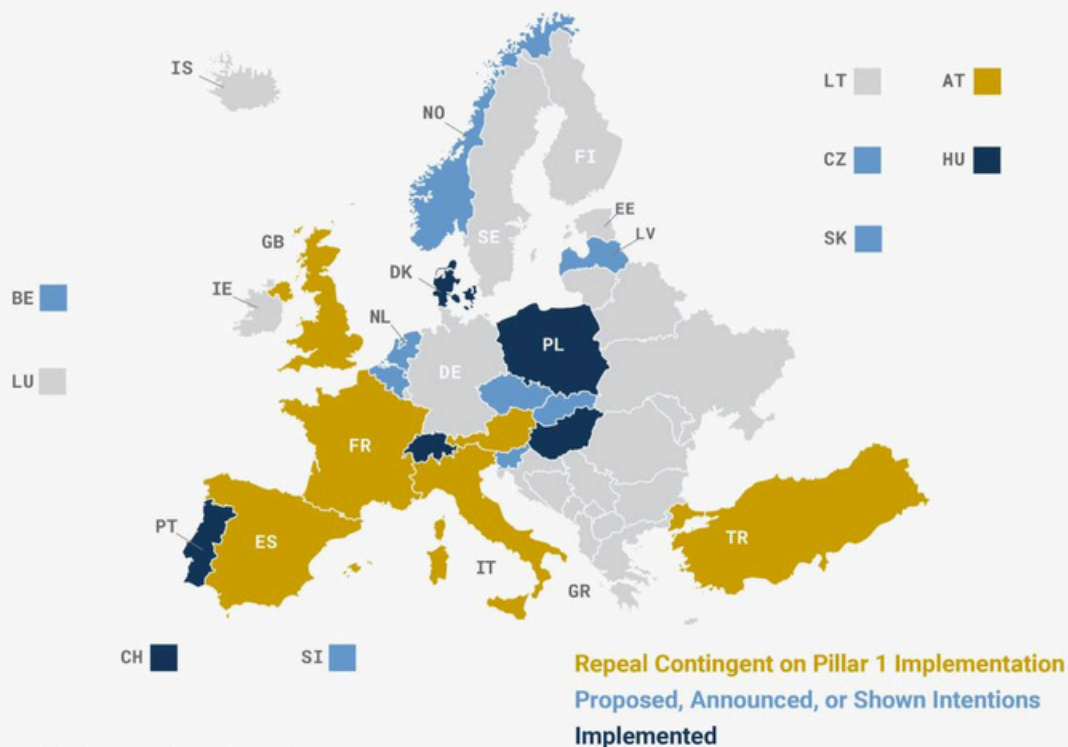 IS
LT
AT
NO
FI
CZ
HU
EE
LV
SE
SK
GB
DK
IE
BE
NL
PL
DE
LU
FR
PT
ES
TR
IT
GR
CH
SI
Repeal Contingent on Pillar 1 Implementation
Proposed, Announced, or Shown Intentions
Implemented